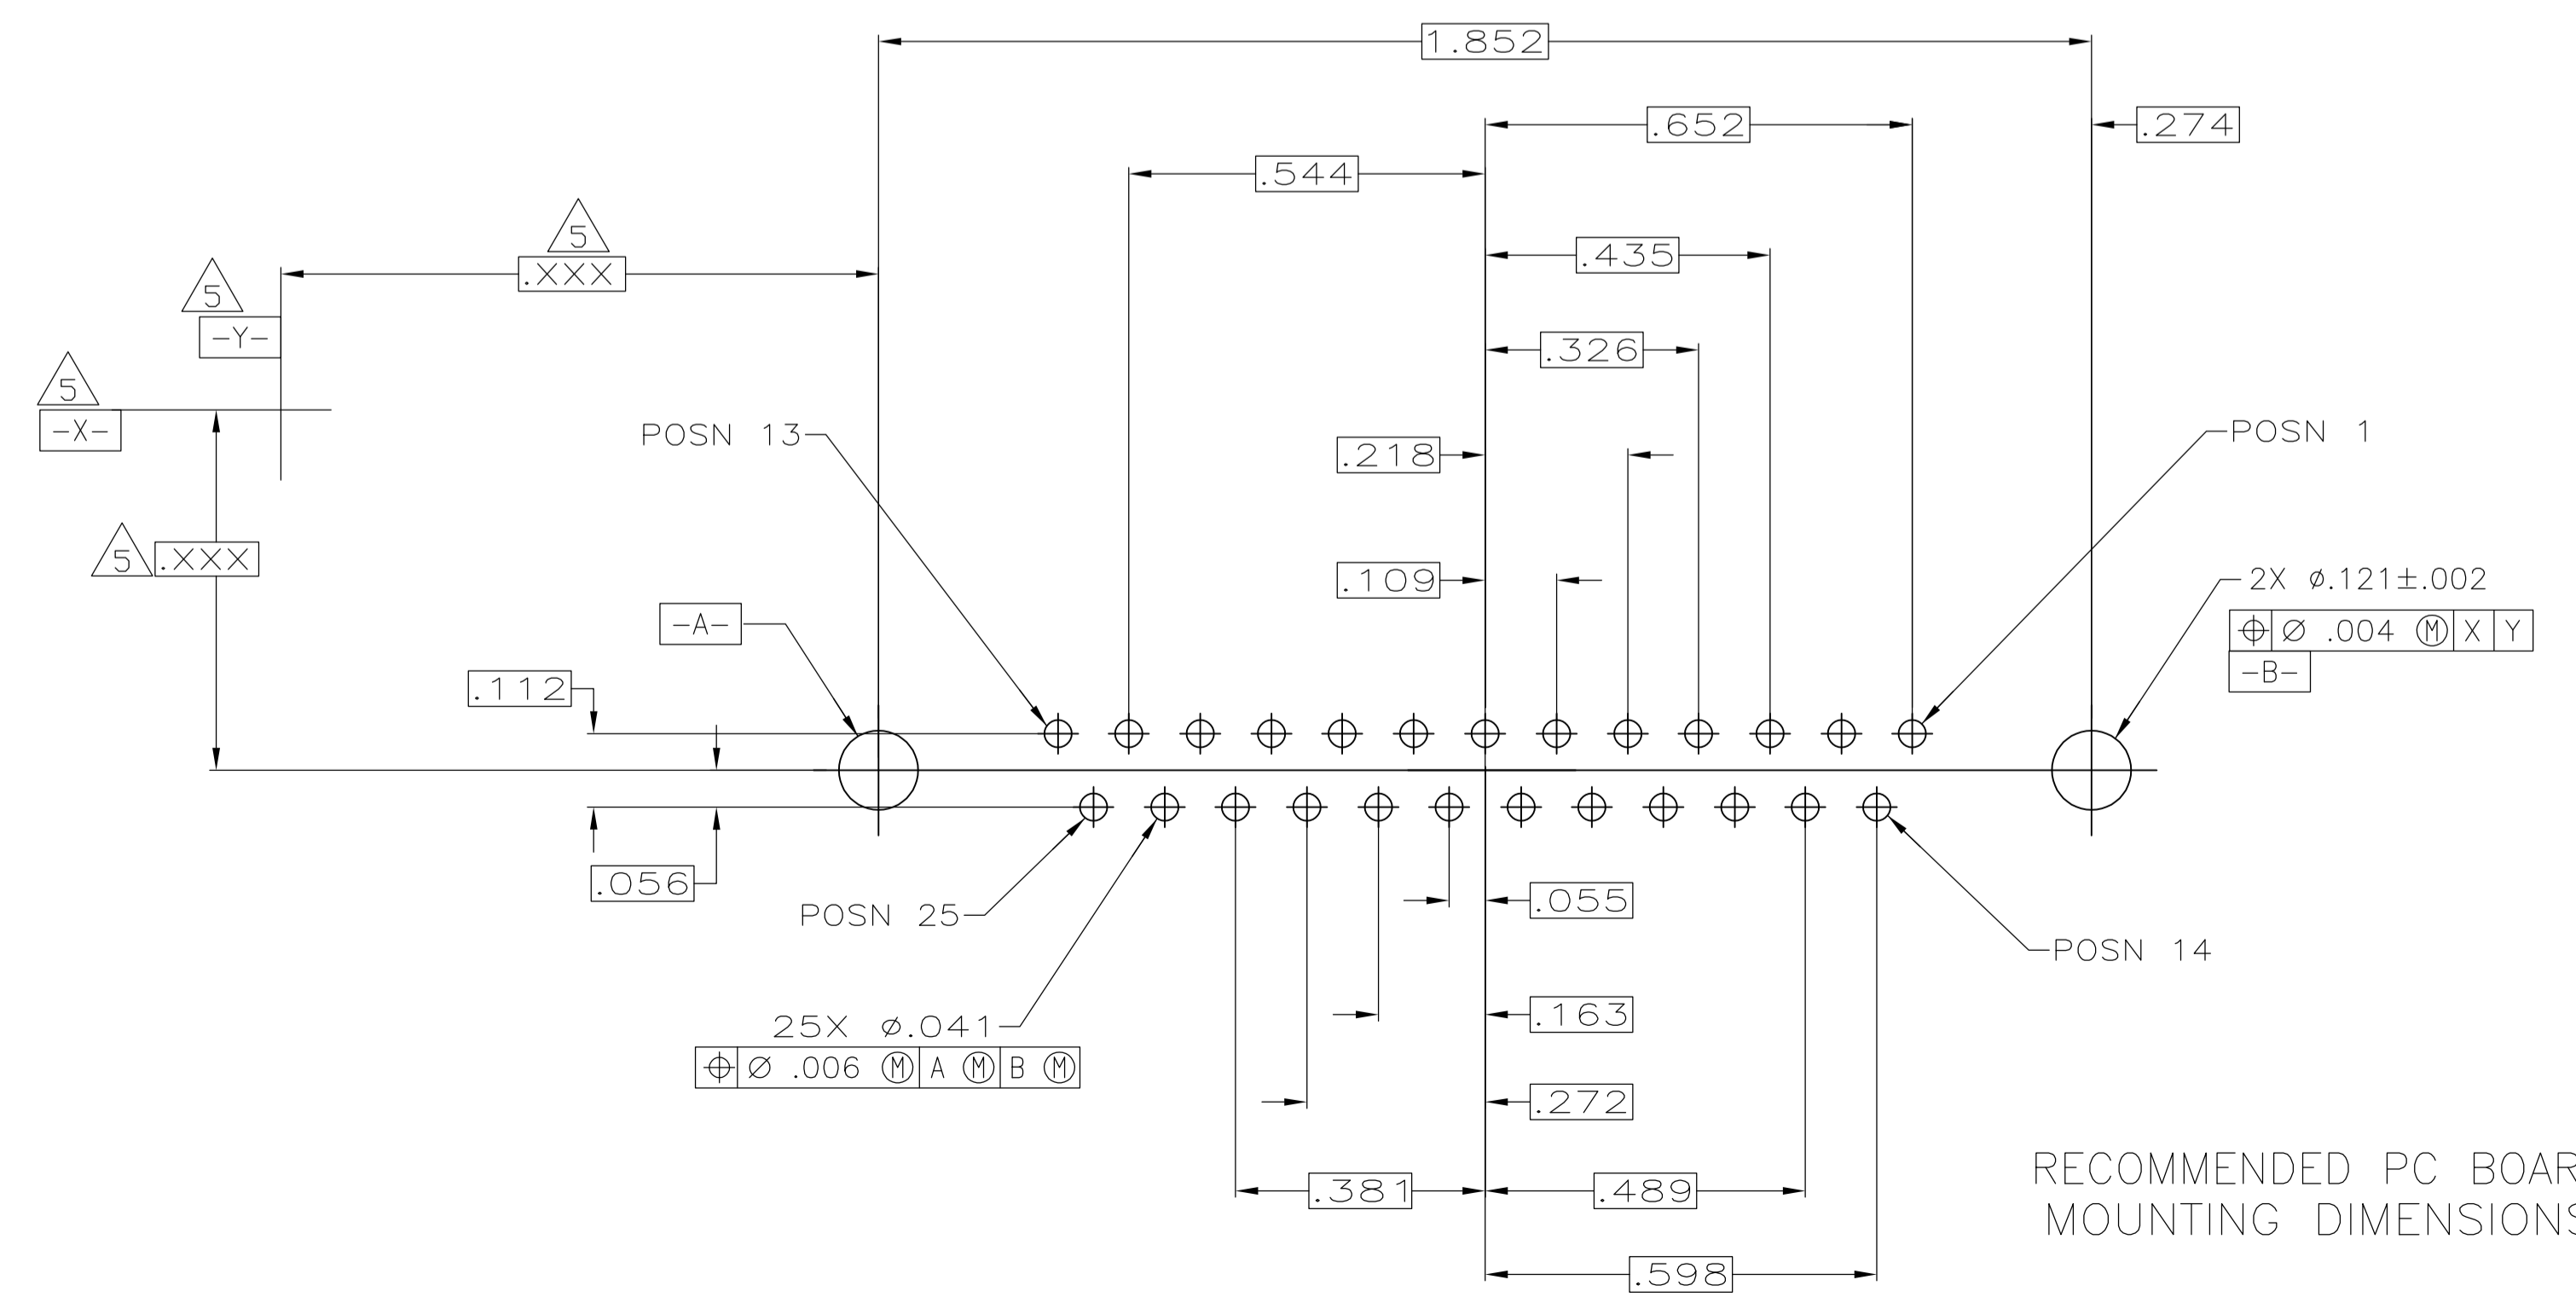 1.852
.652
.274
.544
5
.XXX
.435
5
-Y-
.326
5
-X-
POSN 13
.218
POSN 1
5
.XXX
.109
2X ⌀.121±.002
⌖ ⌀ .004 Ⓜ X Y
-B-
-A-
.112
.056
POSN 25
.055
POSN 14
25X ⌀.041
⌖ ⌀ .006 Ⓜ A Ⓜ B Ⓜ
.163
.272
.381
.489
.598
RECOMMENDED PC BOAR
MOUNTING DIMENSIONS